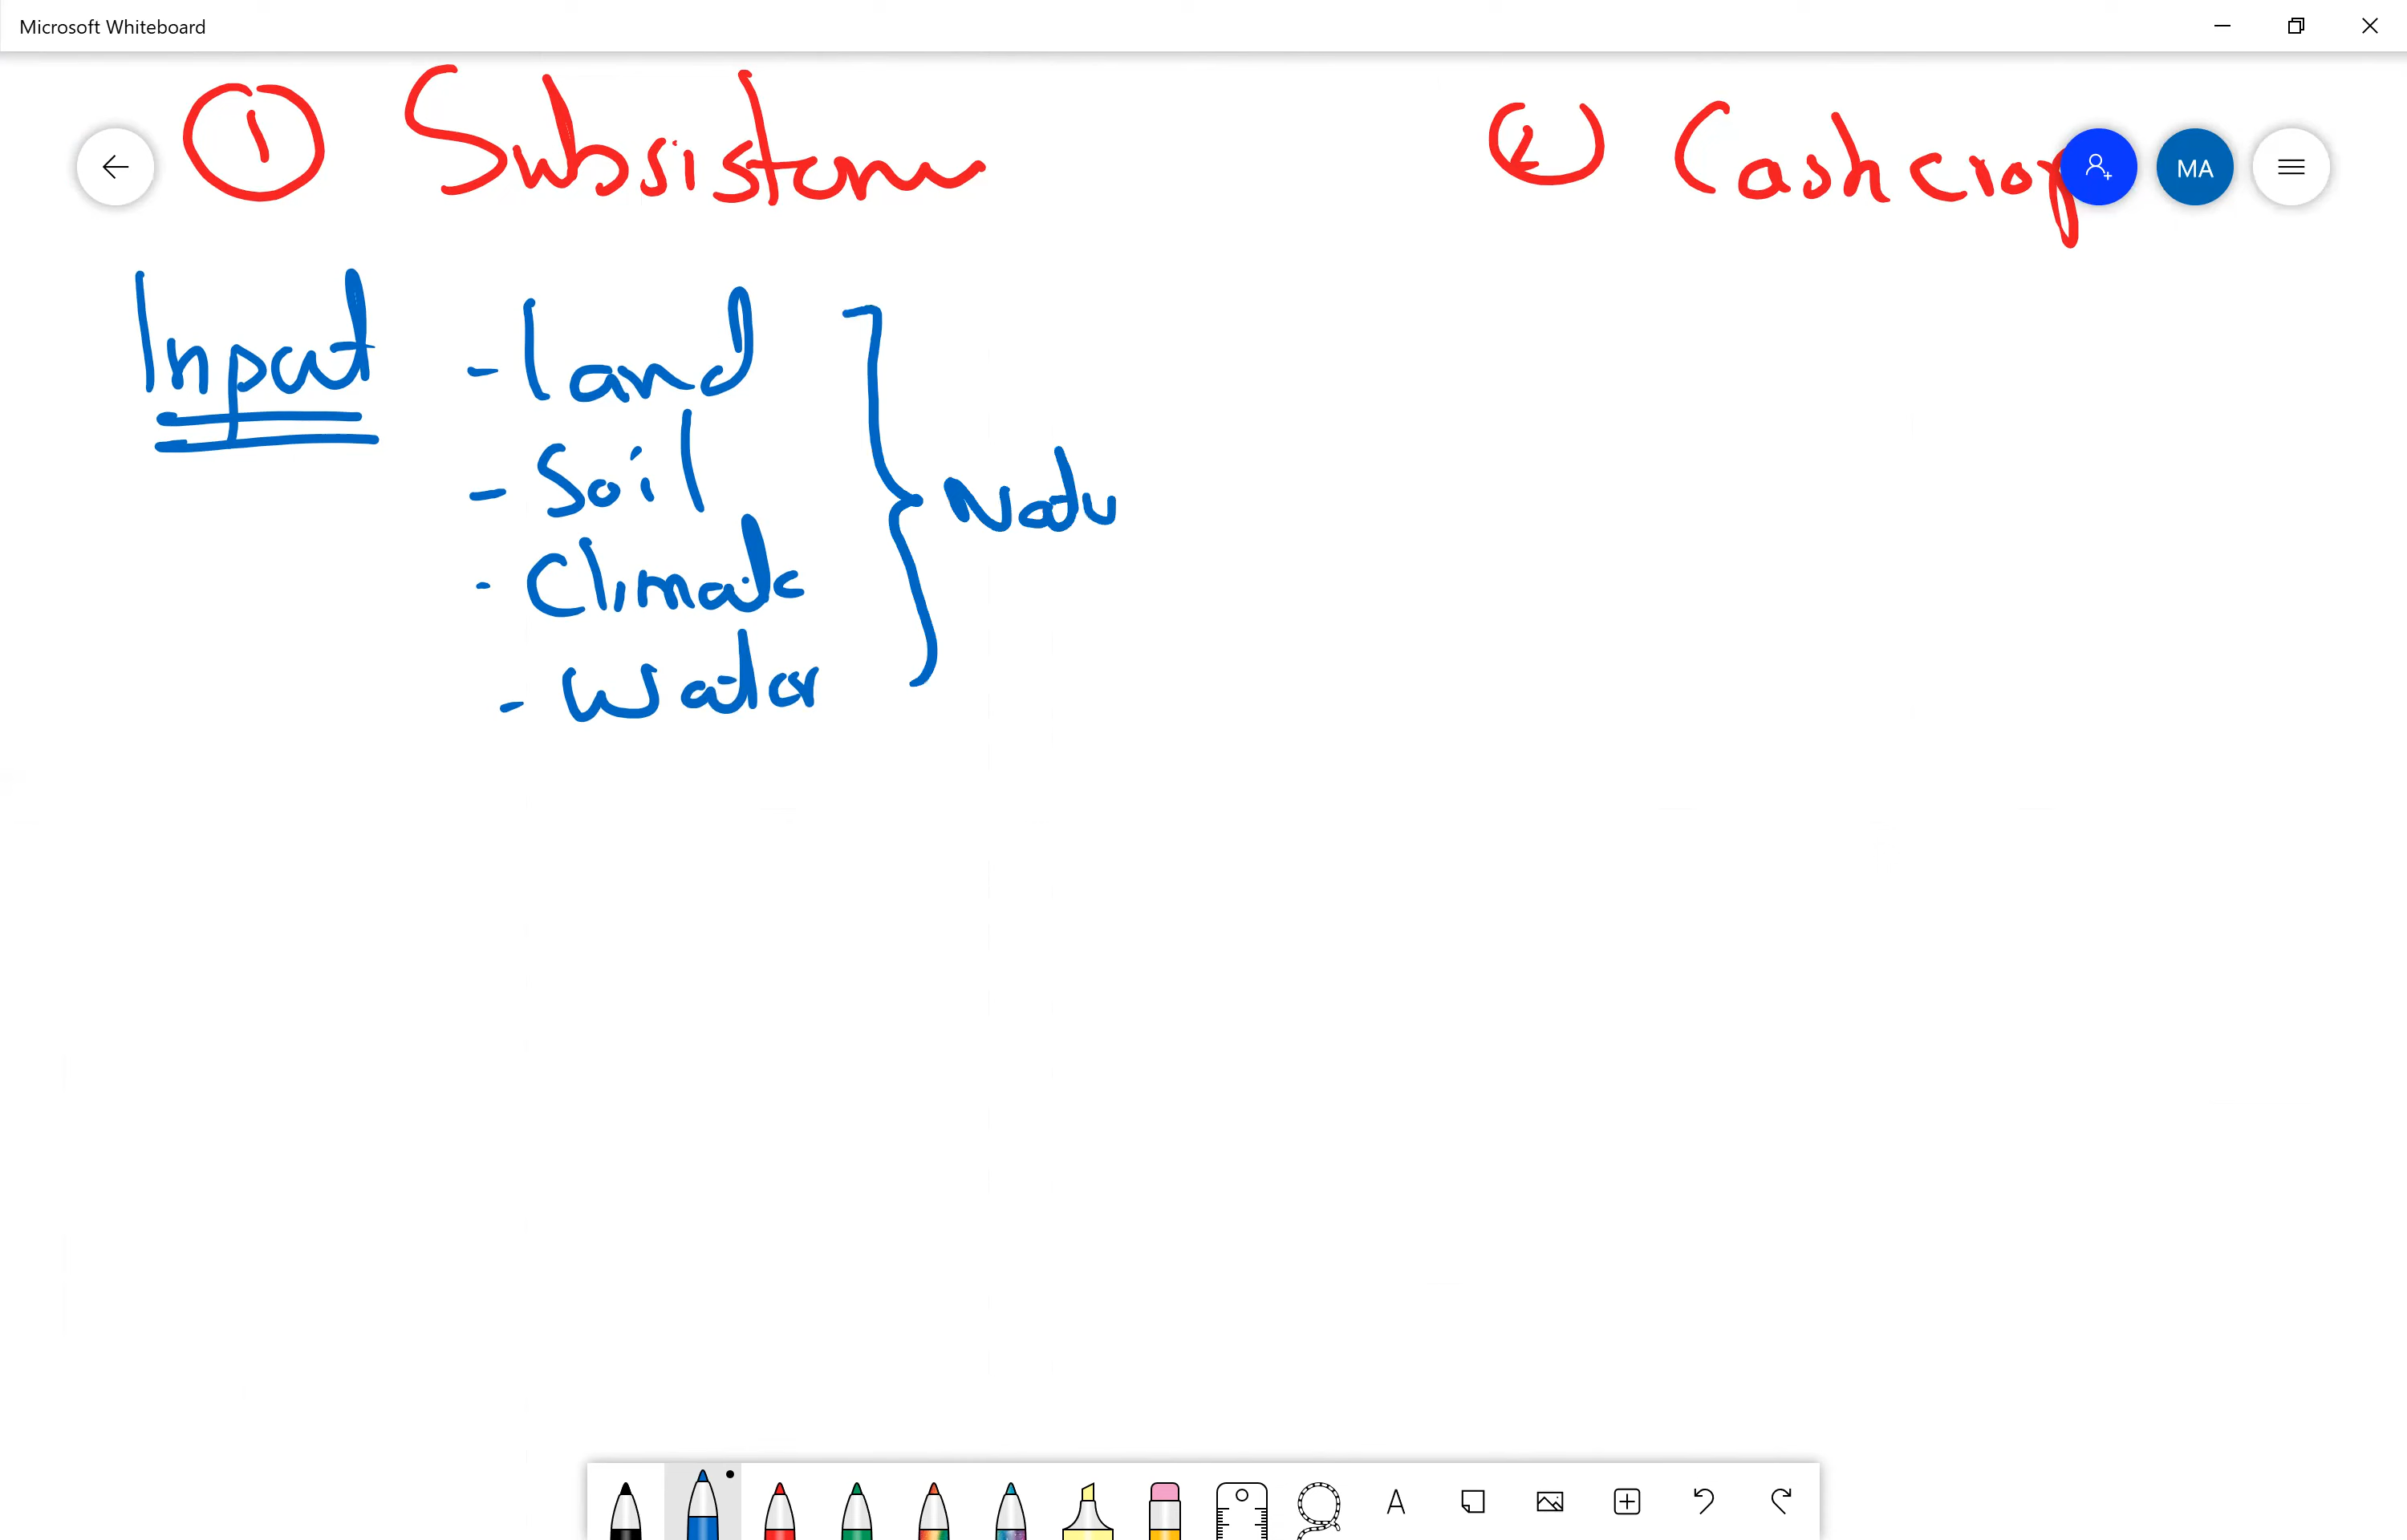 Microsoft Whiteboard
① Subsistence
② Cash crop
MA
Input
- Land
- Soil
- Climate
- Water
Natu
A